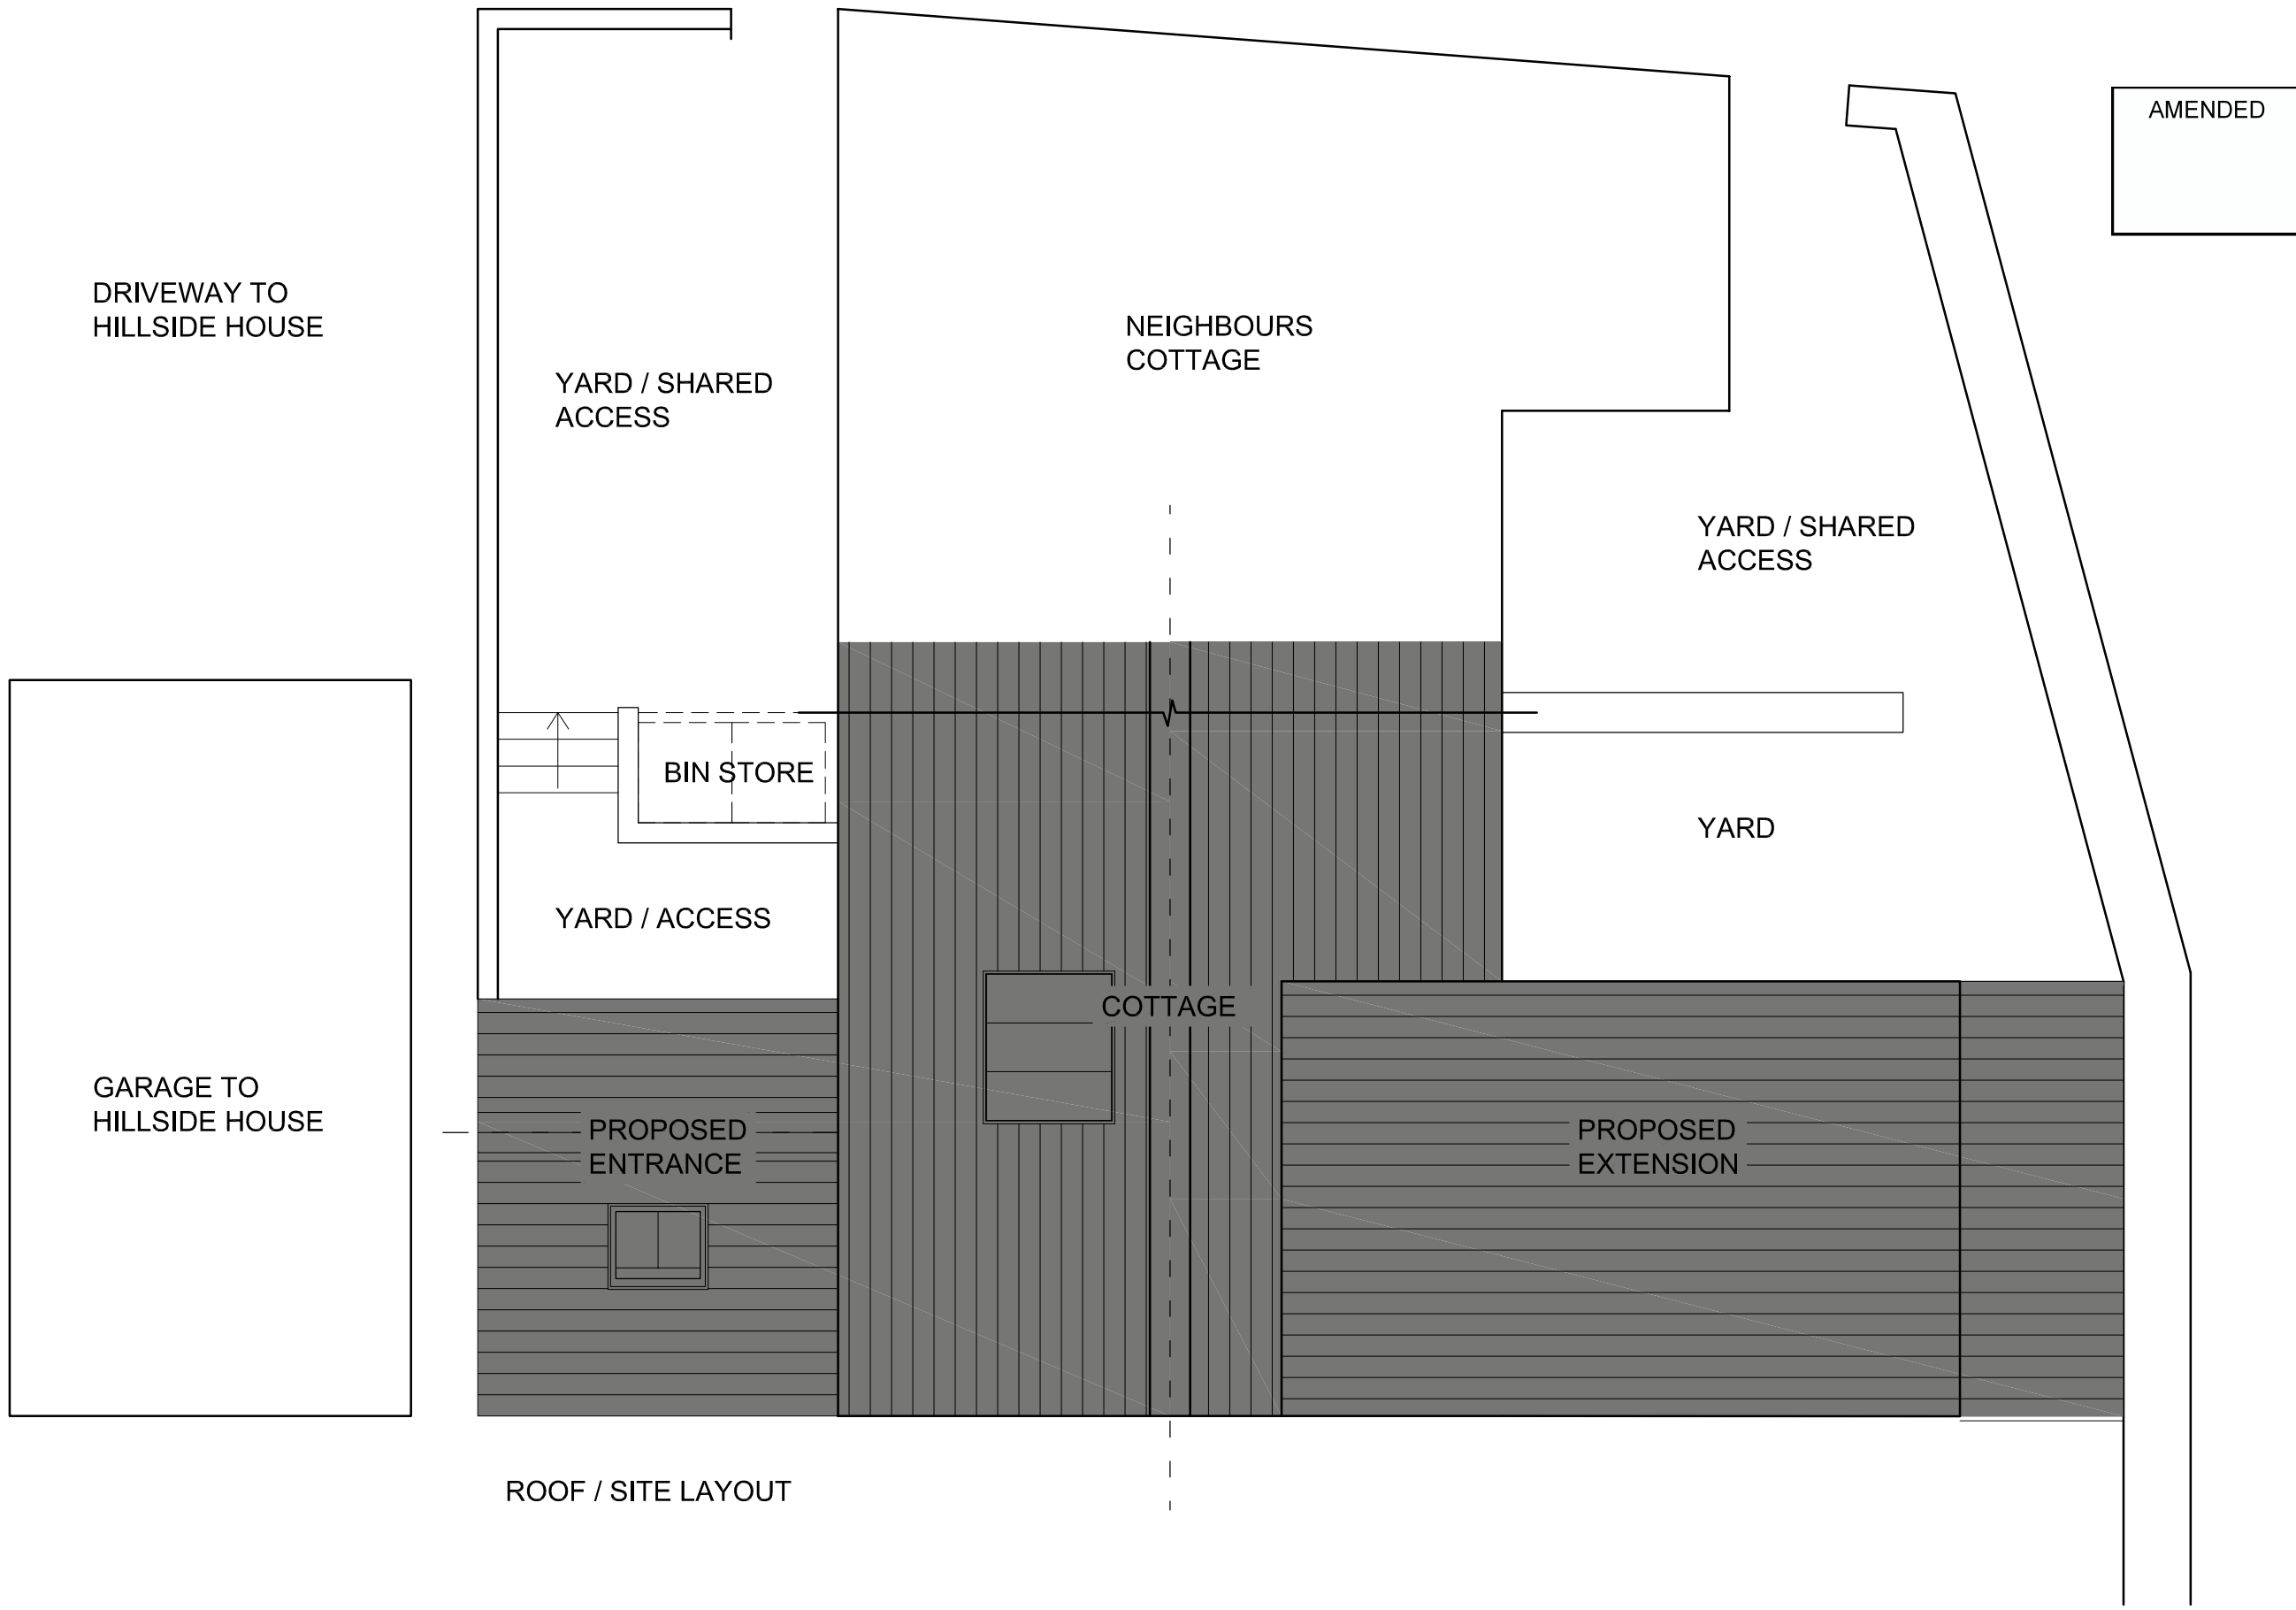 AMENDED
DRIVEWAY TO
HILLSIDE HOUSE
NEIGHBOURS
COTTAGE
YARD / SHARED
ACCESS
YARD / SHARED
ACCESS
BIN STORE
YARD
YARD / ACCESS
COTTAGE
GARAGE TO
HILLSIDE HOUSE
PROPOSED
ENTRANCE
PROPOSED
EXTENSION
ROOF / SITE LAYOUT